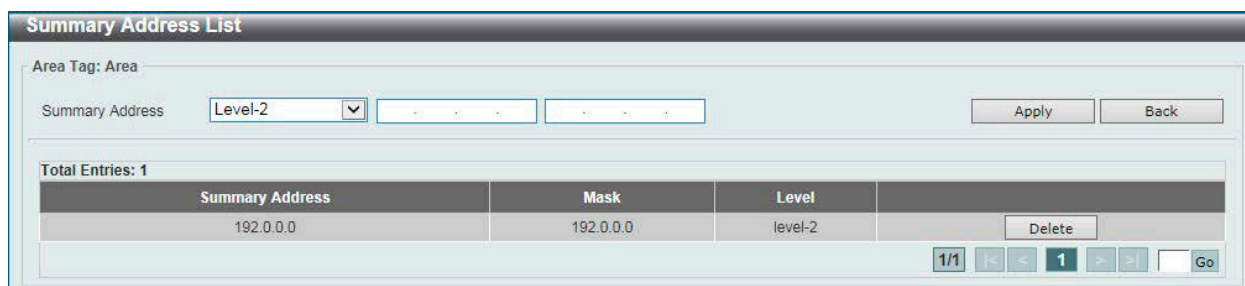 Summary Address List
Area Tag: Area
Summary Address Level-2 . . . . . . Apply Back
Total Entries: 1
Summary Address Mask Level
192.0.0.0 192.0.0.0 level-2 Delete
1/1 |< < 1 > >| Go